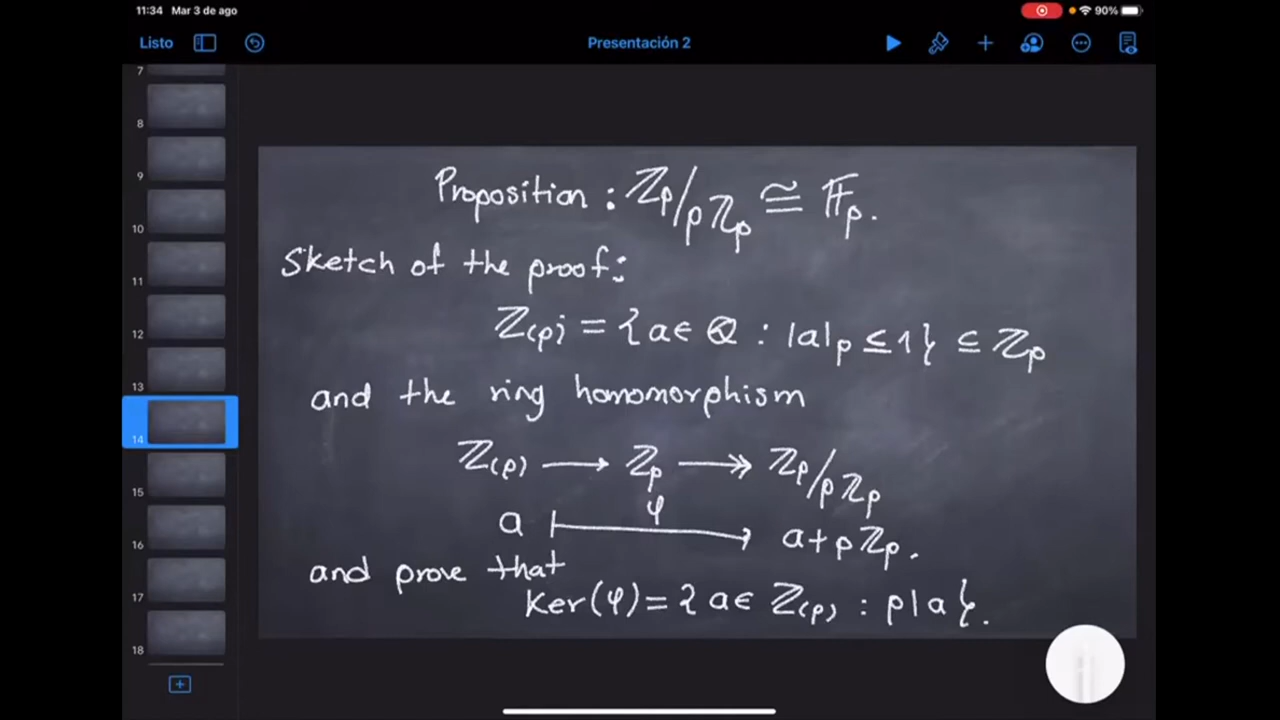 11:34 Mar 3 de ago
90%
Listo
Presentación 2
7
8
9
10
11
12
13
14
15
16
17
18
Proposition : ℤp/pℤp ≅ 𝔽p.
Sketch of the proof:
ℤ(p) = {a ∈ ℚ : |a|p ≤ 1} ⊆ ℤp
and the ring homomorphism
ℤ(p) ⟶ ℤp ↠ ℤp/pℤp
φ
a ⟼ a + pℤp.
and prove that
Ker(φ) = {a ∈ ℤ(p) : p|a}.